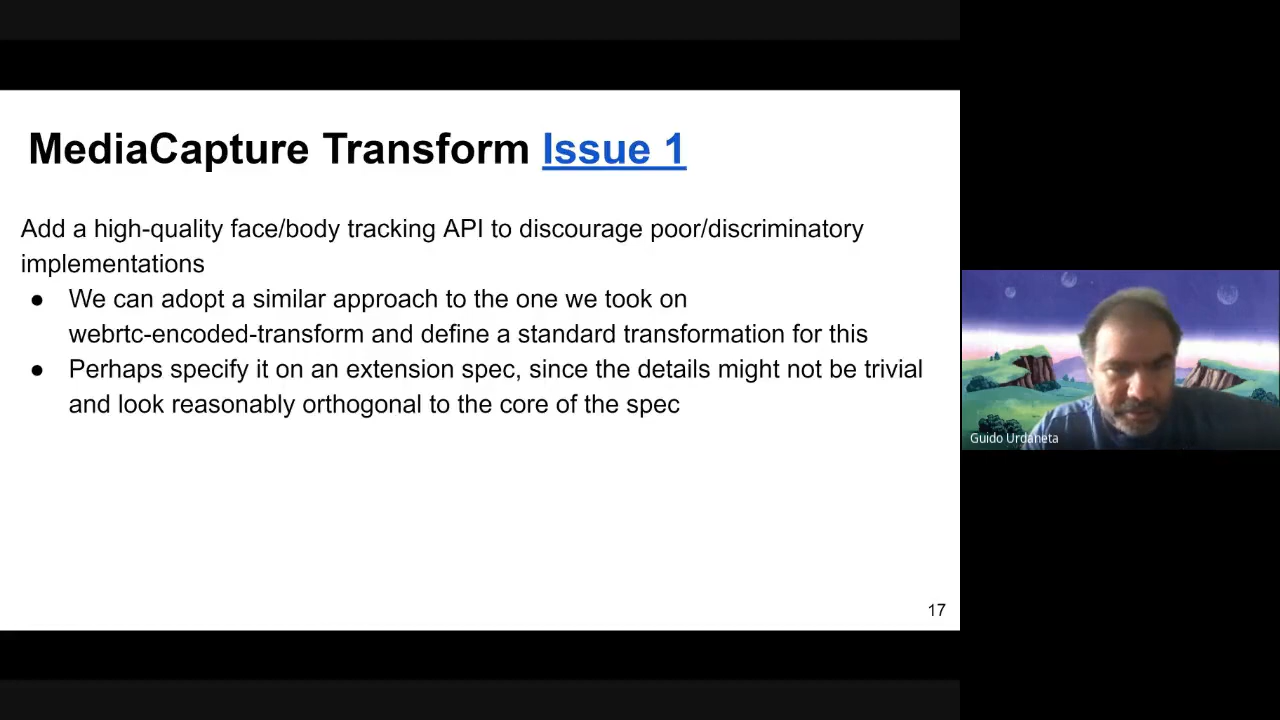 MediaCapture Transform Issue 1
Add a high-quality face/body tracking API to discourage poor/discriminatory
implementations
● We can adopt a similar approach to the one we took on
webrtc-encoded-transform and define a standard transformation for this
● Perhaps specify it on an extension spec, since the details might not be trivial
and look reasonably orthogonal to the core of the spec
17
Guido Urdaneta